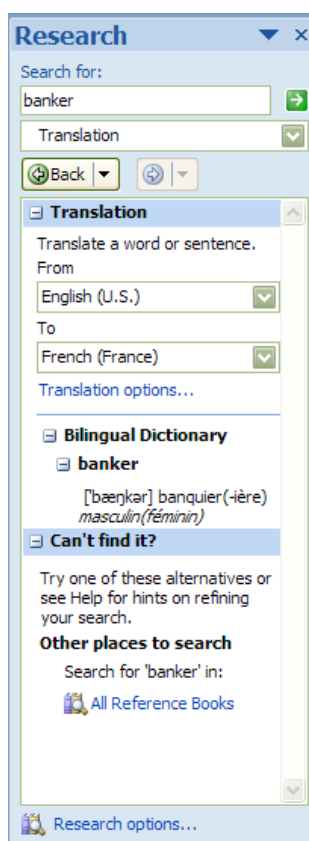 Research
Search for:
banker
Translation
Back
Translation
Translate a word or sentence.
From
English (U.S.)
To
French (France)
Translation options...
Bilingual Dictionary
banker
['bæŋkər] banquier(-ière)
masculin(féminin)
Can't find it?
Try one of these alternatives or
see Help for hints on refining
your search.
Other places to search
Search for 'banker' in:
All Reference Books
Research options...